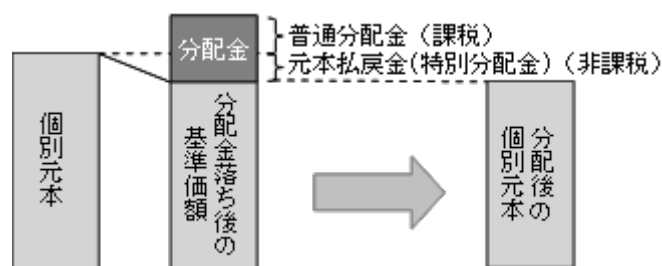 分配金
普通分配金（課税）
元本払戻金(特別分配金)（非課税）
個別元本
分配金落ち後の
基準価額
分配後の
個別元本